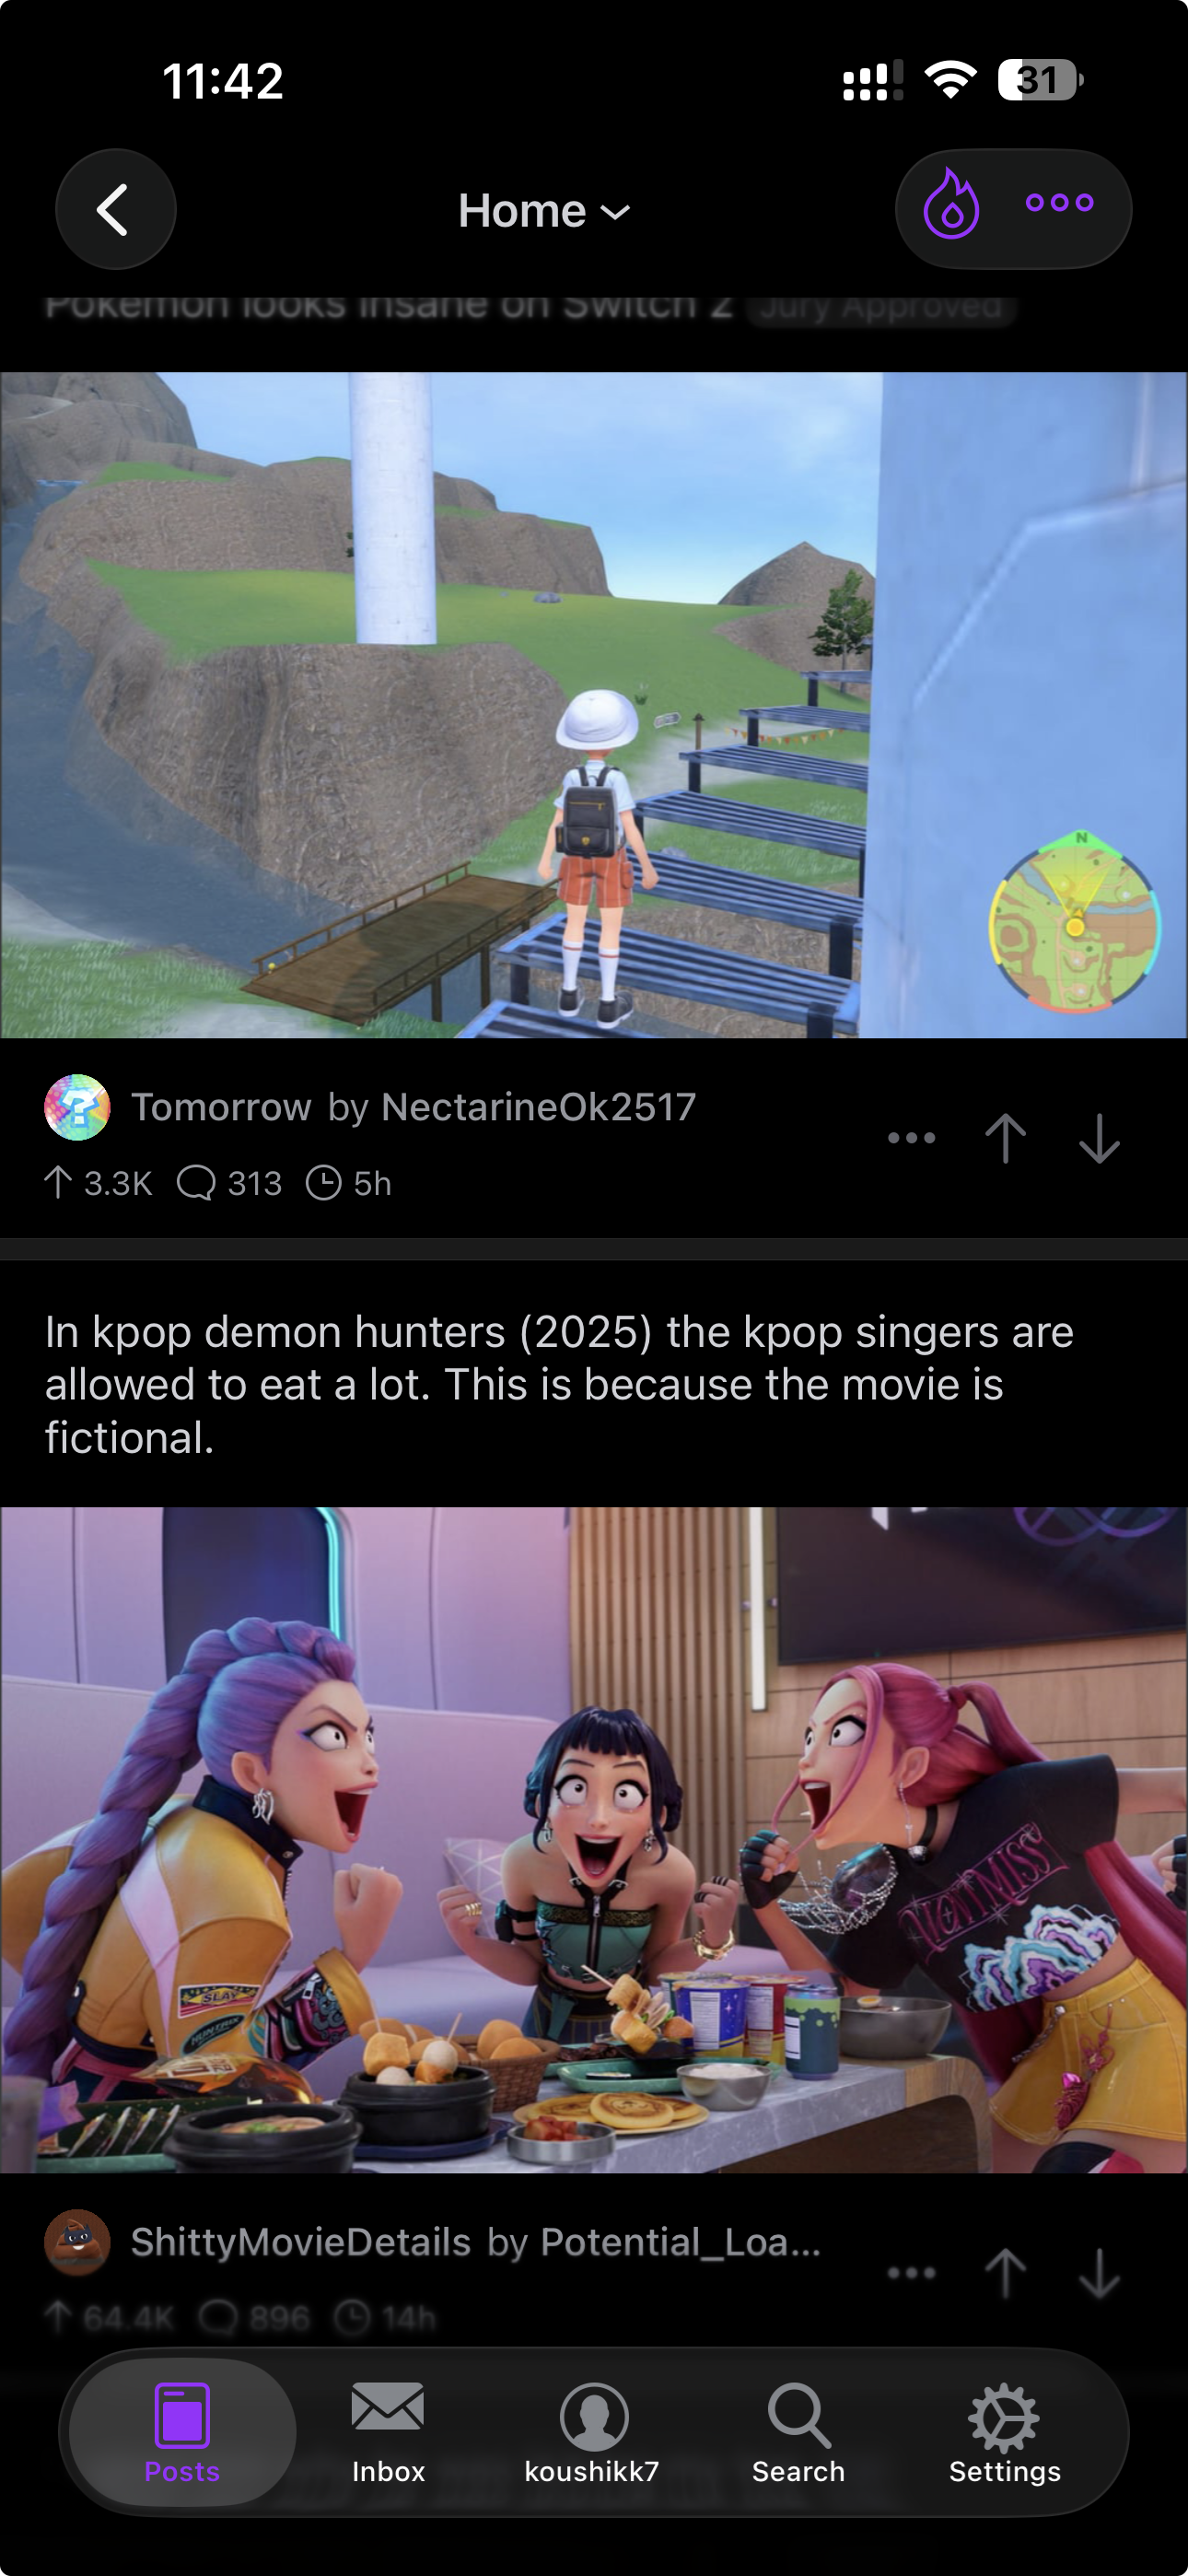 11:42
31
Home
Pokemon looks insane on Switch 2 Jury Approved
N
Tomorrow by NectarineOk2517
3.3K 313 5h
In kpop demon hunters (2025) the kpop singers are
allowed to eat a lot. This is because the movie is
fictional.
SLAY
HUNTRIX
ShittyMovieDetails by Potential_Loa...
64.4K 896 14h
Posts
Inbox
koushikk7
Search
Settings